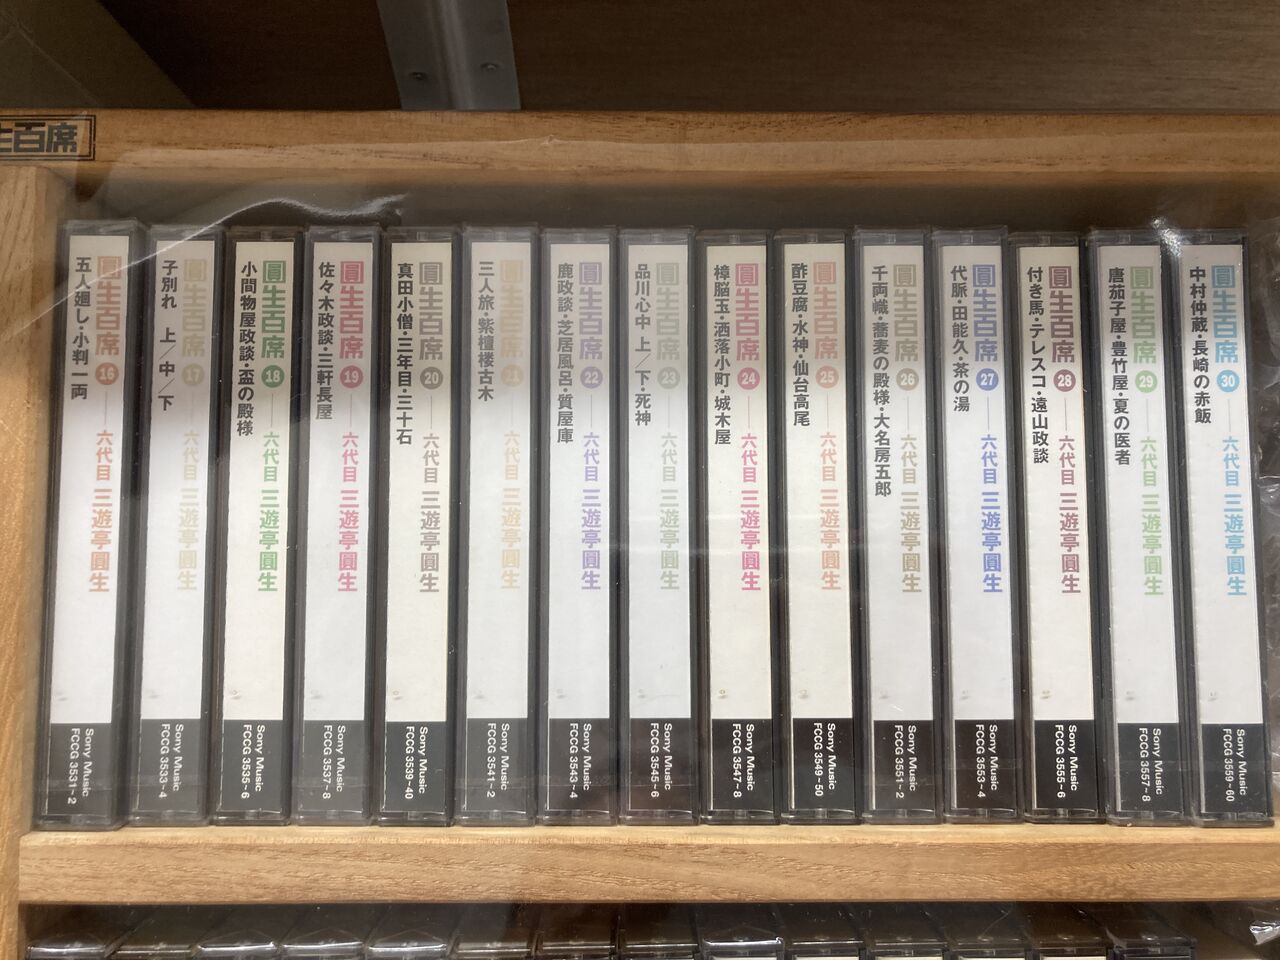 生百席
圓生百席 16 六代目 三遊亭圓生
五人廻し・小判一両
Sony Music
FCCG 3531~2
圓生百席 17 六代目 三遊亭圓生
子別れ 上/中/下
Sony Music
FCCG 3533~4
圓生百席 18 六代目 三遊亭圓生
小間物屋政談・盃の殿様
Sony Music
FCCG 3535~6
圓生百席 19 六代目 三遊亭圓生
佐々木政談・三軒長屋
Sony Music
FCCG 3537~8
圓生百席 20 六代目 三遊亭圓生
真田小僧・三年目・三十石
Sony Music
FCCG 3539~40
圓生百席 21 六代目 三遊亭圓生
三人旅・紫檀楼古木
Sony Music
FCCG 3541~2
圓生百席 22 六代目 三遊亭圓生
鹿政談・芝居風呂・質屋庫
Sony Music
FCCG 3543~4
圓生百席 23 六代目 三遊亭圓生
品川心中 上/下・死神
Sony Music
FCCG 3545~6
圓生百席 24 六代目 三遊亭圓生
樟脳玉・洒落小町・城木屋
Sony Music
FCCG 3547~8
圓生百席 25 六代目 三遊亭圓生
酢豆腐・水神・仙台高尾
Sony Music
FCCG 3549~50
圓生百席 26 六代目 三遊亭圓生
千両幟・蕎麦の殿様・大名房五郎
Sony Music
FCCG 3551~2
圓生百席 27 六代目 三遊亭圓生
代脈・田能久・茶の湯
Sony Music
FCCG 3553~4
圓生百席 28 六代目 三遊亭圓生
付き馬・テレスコ・遠山政談
Sony Music
FCCG 3555~6
圓生百席 29 六代目 三遊亭圓生
唐茄子屋・豊竹屋・夏の医者
Sony Music
FCCG 3557~8
圓生百席 30 六代目 三遊亭圓生
中村仲蔵・長崎の赤飯
Sony Music
FCCG 3559~60